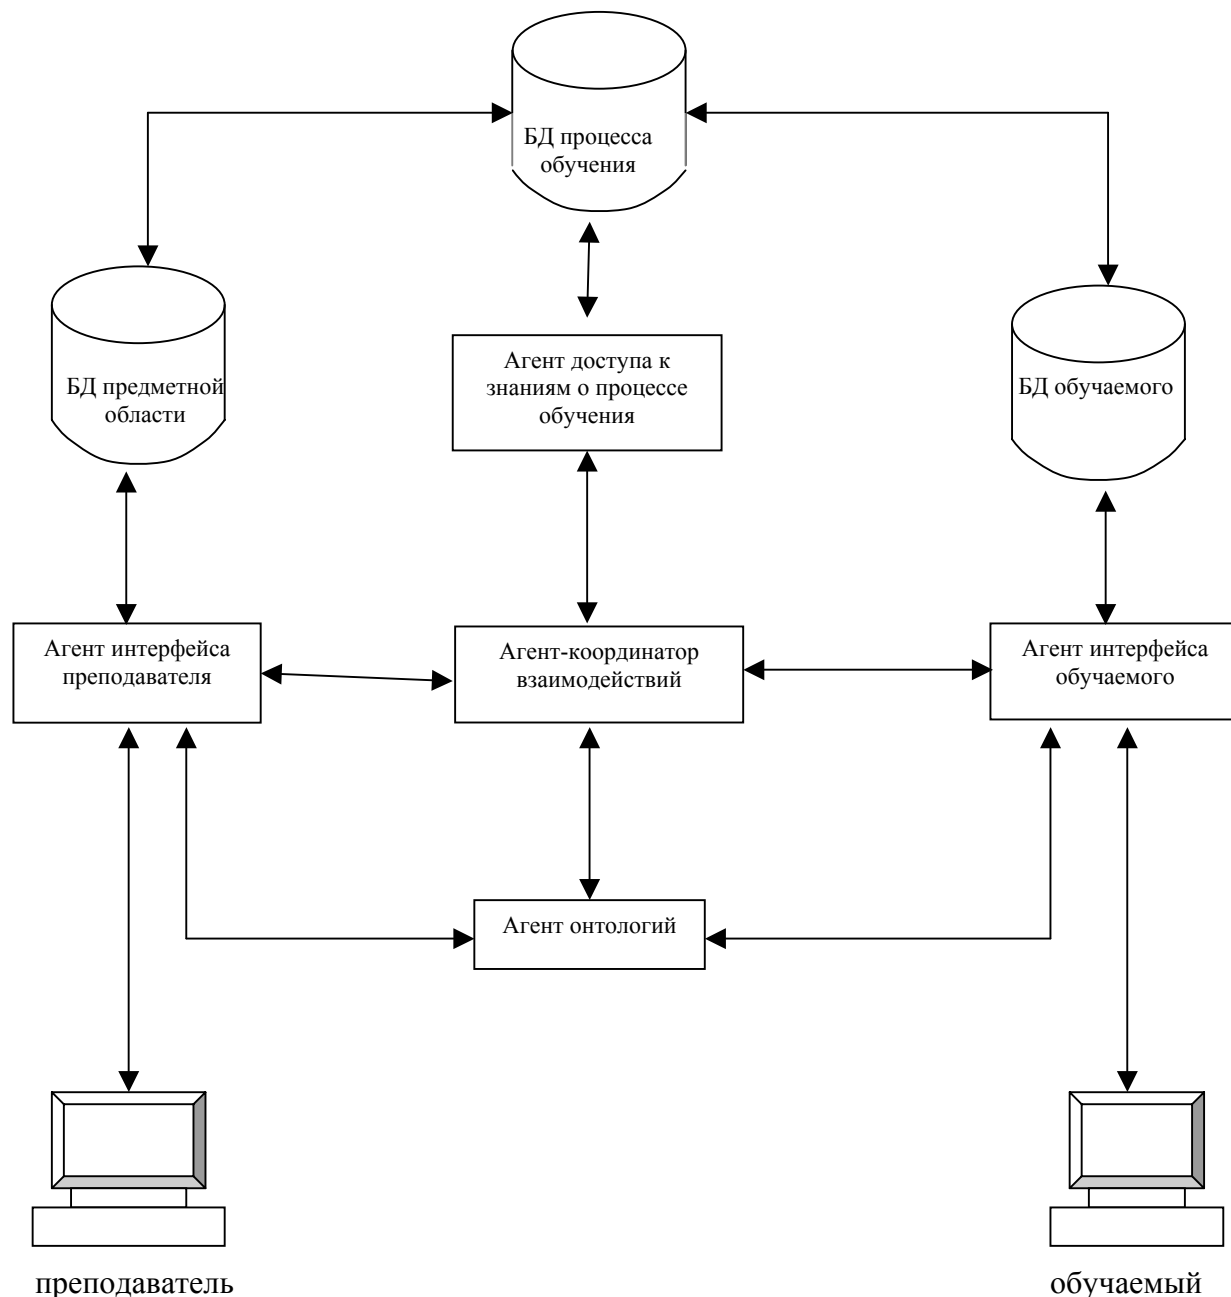 БД процесса
обучения
БД предметной
области
Агент доступа к
знаниям о процессе
обучения
БД обучаемого
Агент интерфейса
преподавателя
Агент-координатор
взаимодействий
Агент интерфейса
обучаемого
Агент онтологий
преподаватель
обучаемый